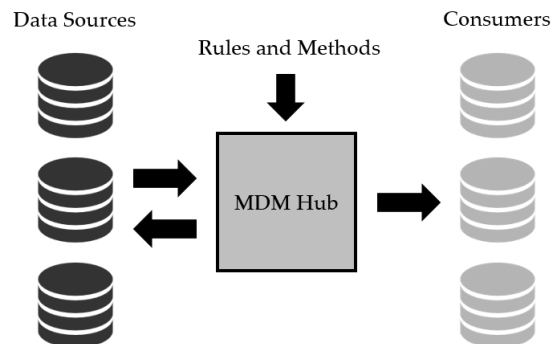 Data Sources
Consumers
Rules and Methods
MDM Hub